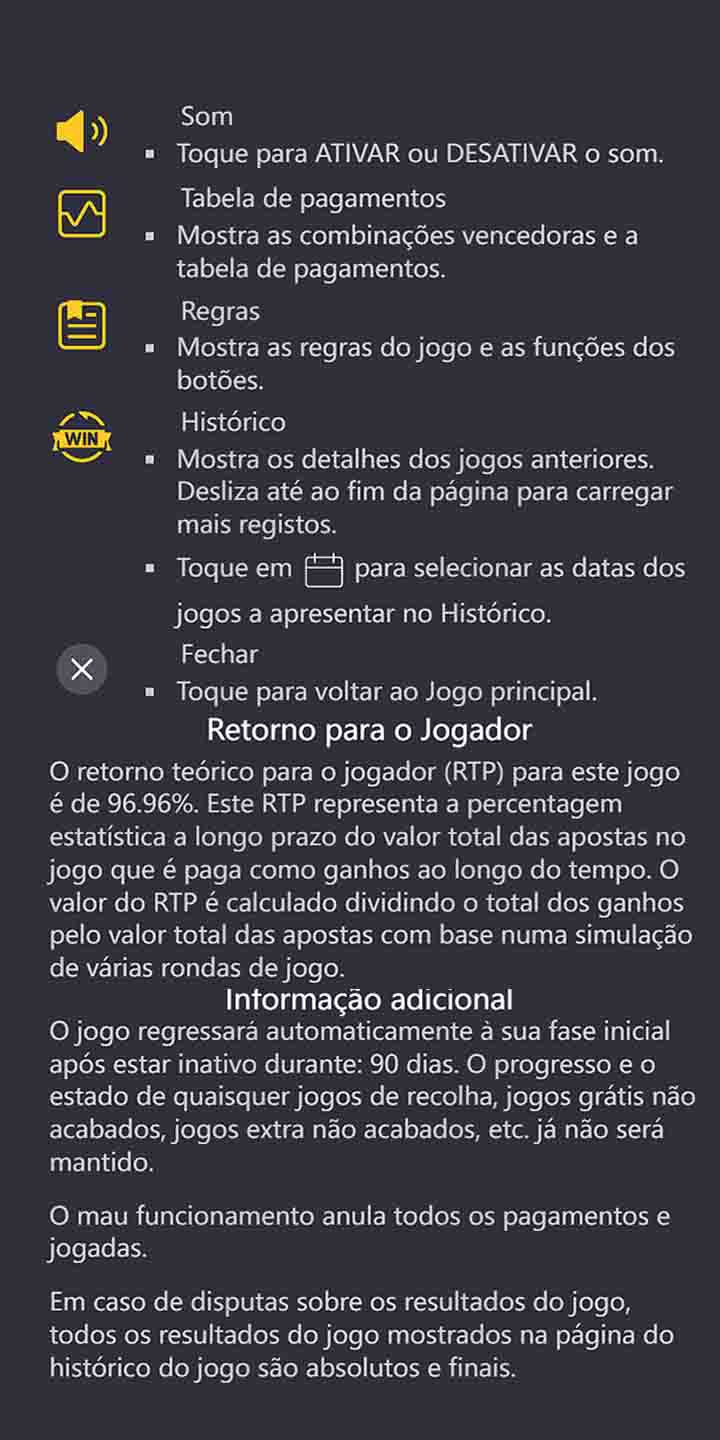 Som
▪ Toque para ATIVAR ou DESATIVAR o som.
Tabela de pagamentos
▪ Mostra as combinações vencedoras e a
tabela de pagamentos.
Regras
▪ Mostra as regras do jogo e as funções dos
botões.
WIN
Histórico
▪ Mostra os detalhes dos jogos anteriores.
Desliza até ao fim da página para carregar
mais registos.
▪ Toque em para selecionar as datas dos
jogos a apresentar no Histórico.
Fechar
▪ Toque para voltar ao Jogo principal.
Retorno para o Jogador
O retorno teórico para o jogador (RTP) para este jogo
é de 96.96%. Este RTP representa a percentagem
estatística a longo prazo do valor total das apostas no
jogo que é paga como ganhos ao longo do tempo. O
valor do RTP é calculado dividindo o total dos ganhos
pelo valor total das apostas com base numa simulação
de várias rondas de jogo.
Informação adicional
O jogo regressará automaticamente à sua fase inicial
após estar inativo durante: 90 dias. O progresso e o
estado de quaisquer jogos de recolha, jogos grátis não
acabados, jogos extra não acabados, etc. já não será
mantido.
O mau funcionamento anula todos os pagamentos e
jogadas.
Em caso de disputas sobre os resultados do jogo,
todos os resultados do jogo mostrados na página do
histórico do jogo são absolutos e finais.